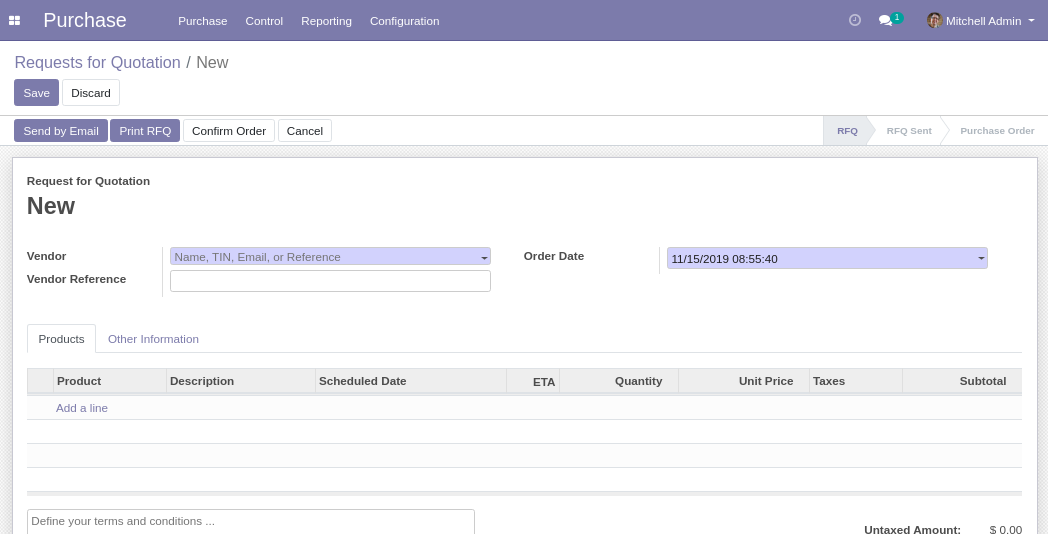 Purchase Purchase Control Reporting Configuration 1 Mitchell Admin
Requests for Quotation / New
Save Discard
Send by Email Print RFQ Confirm Order Cancel RFQ RFQ Sent Purchase Order
Request for Quotation
New
Vendor Name, TIN, Email, or Reference Order Date 11/15/2019 08:55:40
Vendor Reference
Products Other Information
Product Description Scheduled Date ETA Quantity Unit Price Taxes Subtotal
Add a line
Define your terms and conditions ...
Untaxed Amount: $ 0.00